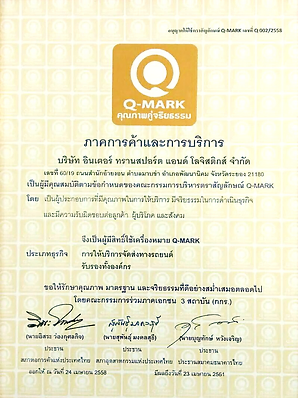 อนุญาตให้ใช้ตราสัญลักษณ์ Q-MARK เลขที่ Q.002/2558
Q-MARK
คุณภาพคู่จริยธรรม
ภาคการค้าและการบริการ
บริษัท อินเตอร์ ทรานสปอร์ต แอนด์ โลจิสติกส์ จำกัด
เลขที่ 60/19 ถนนสำนักอ้ายงอน ตำบลมาบข่า อำเภอพัฒนานิคม จังหวัดระยอง 21180
เป็นผู้มีคุณสมบัติตามข้อกำหนดของคณะกรรมการบริหารตราสัญลักษณ์ Q-MARK
โดย เป็นผู้ประกอบการที่มีคุณภาพในการให้บริการ มีจริยธรรมในการดำเนินธุรกิจ
และมีความรับผิดชอบต่อลูกค้า ผู้บริโภค และสังคม
จึงเป็นผู้มีสิทธิ์ใช้เครื่องหมาย Q-MARK
ประเภทธุรกิจ การให้บริการจัดส่งทางรถยนต์
รับรองทั้งองค์กร
ขอให้รักษาคุณภาพ มาตรฐาน และจริยธรรมที่ดีอย่างสม่ำเสมอตลอดไป
โดยคณะกรรมการร่วมภาคเอกชน 3 สถาบัน (กกร.)
(นายอิสระ ว่องกุศลกิจ) (นายสุพันธุ์ มงคลสุธี) (นายบุญทักษ์ หวังเจริญ)
ประธาน ประธาน ประธาน
สภาหอการค้าแห่งประเทศไทย สภาอุตสาหกรรมแห่งประเทศไทย ประธานสมาคมธนาคารไทย
ออกให้ ณ วันที่ 24 เมษายน 2558 มีผลถึงวันที่ 23 เมษายน 2561